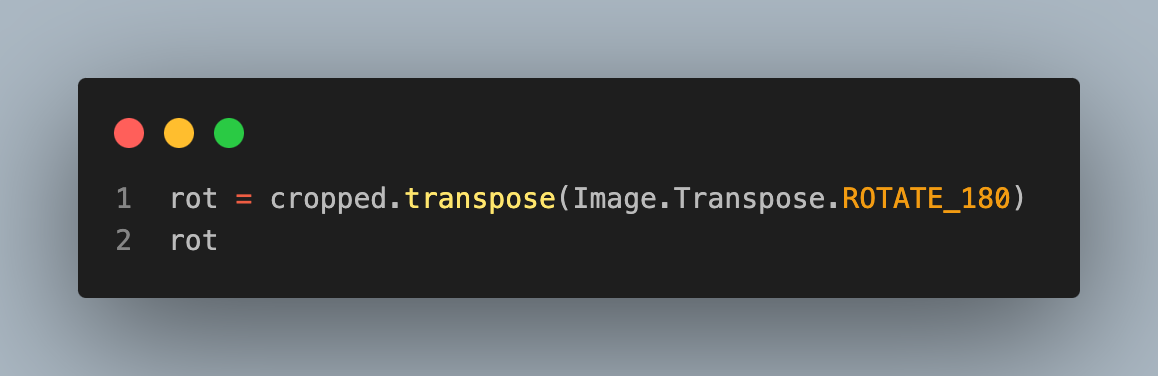 1 rot = cropped.transpose(Image.Transpose.ROTATE_180)
2 rot